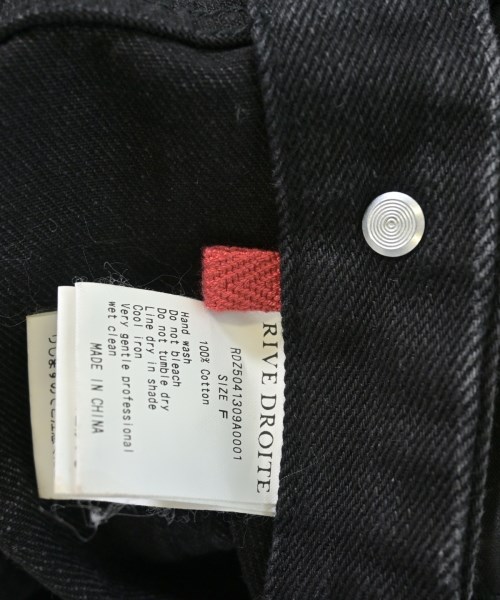 RIVE DROITE
RDZ5041309A0001
SIZE F
100% Cotton
Hand wash
Do not bleach
Do not tumble dry
Line dry in shade
Cool iron
Very gentle professional
wet clean
MADE IN CHINA